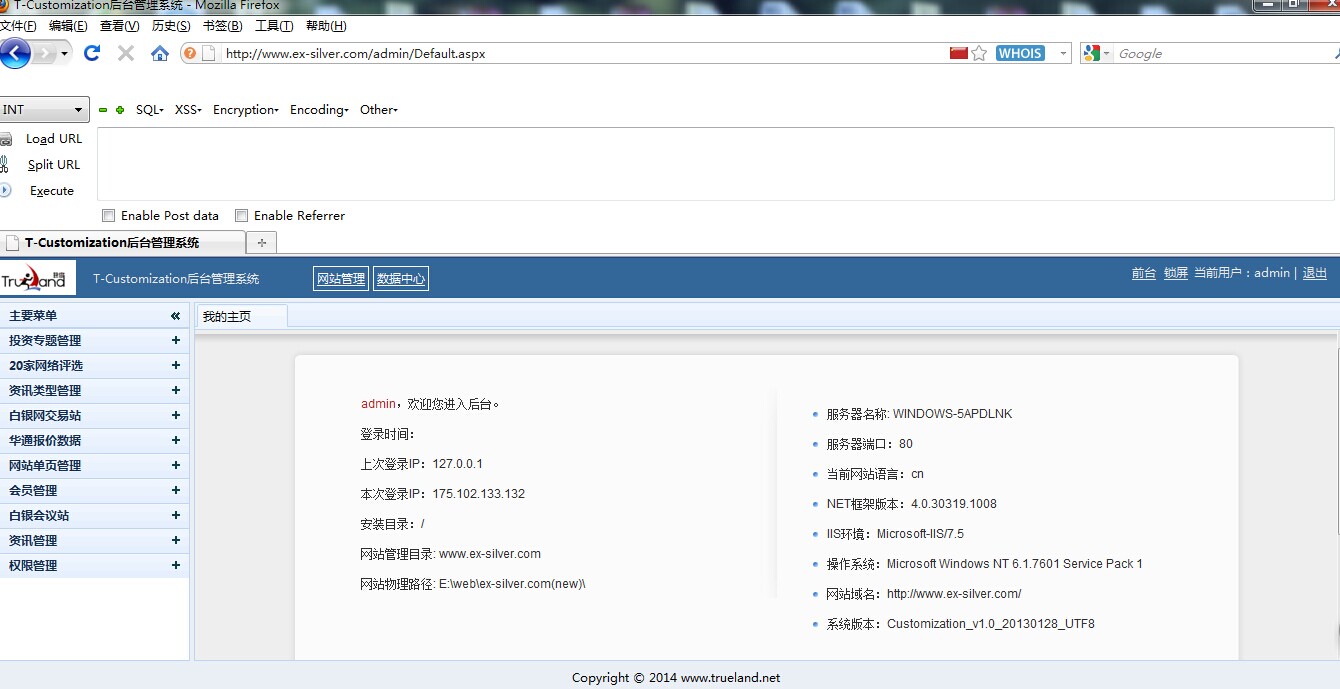 T-Customization后台管理系统 - Mozilla Firefox
文件(F) 编辑(E) 查看(V) 历史(S) 书签(B) 工具(T) 帮助(H)
http://www.ex-silver.com/admin/Default.aspx WHOIS Google
INT SQL XSS Encryption Encoding Other
Load URL
Split URL
Execute
Enable Post data Enable Referrer
T-Customization后台管理系统
Trueland T-Customization后台管理系统 网站管理 数据中心 前台 锁屏 当前用户：admin | 退出
主要菜单 «
我的主页
投资专题管理 +
20家网络评选 +
资讯类型管理 +
白银网交易站 +
华通报价数据 +
网站单页管理 +
会员管理 +
白银会议站 +
资讯管理 +
权限管理 +
admin，欢迎您进入后台。
登录时间：
上次登录IP：127.0.0.1
本次登录IP：175.102.133.132
安装目录：/
网站管理目录: www.ex-silver.com
网站物理路径: E:\web\ex-silver.com(new)\
服务器名称: WINDOWS-5APDLNK
服务器端口：80
当前网站语言：cn
NET框架版本：4.0.30319.1008
IIS环境：Microsoft-IIS/7.5
操作系统：Microsoft Windows NT 6.1.7601 Service Pack 1
网站域名：http://www.ex-silver.com/
系统版本：Customization_v1.0_20130128_UTF8
Copyright © 2014 www.trueland.net